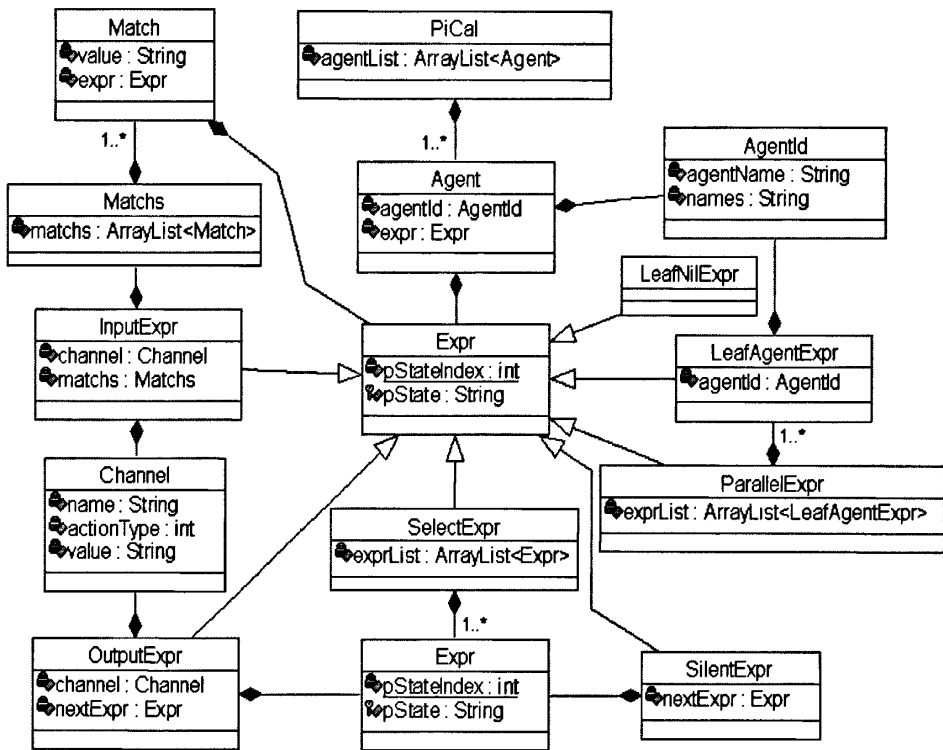 Match
value : String
expr : Expr
1..*
Matchs
matchs : ArrayList<Match>
InputExpr
channel : Channel
matchs : Matchs
Channel
name : String
actionType : int
value : String
OutputExpr
channel : Channel
nextExpr : Expr
PiCal
agentList : ArrayList<Agent>
1..*
Agent
agentId : AgentId
expr : Expr
Expr
pStateIndex : int
pState : String
SelectExpr
exprList : ArrayList<Expr>
1..*
Expr
pStateIndex : int
pState : String
AgentId
agentName : String
names : String
LeafNilExpr
LeafAgentExpr
agentId : AgentId
1..*
ParallelExpr
exprList : ArrayList<LeafAgentExpr>
SilentExpr
nextExpr : Expr